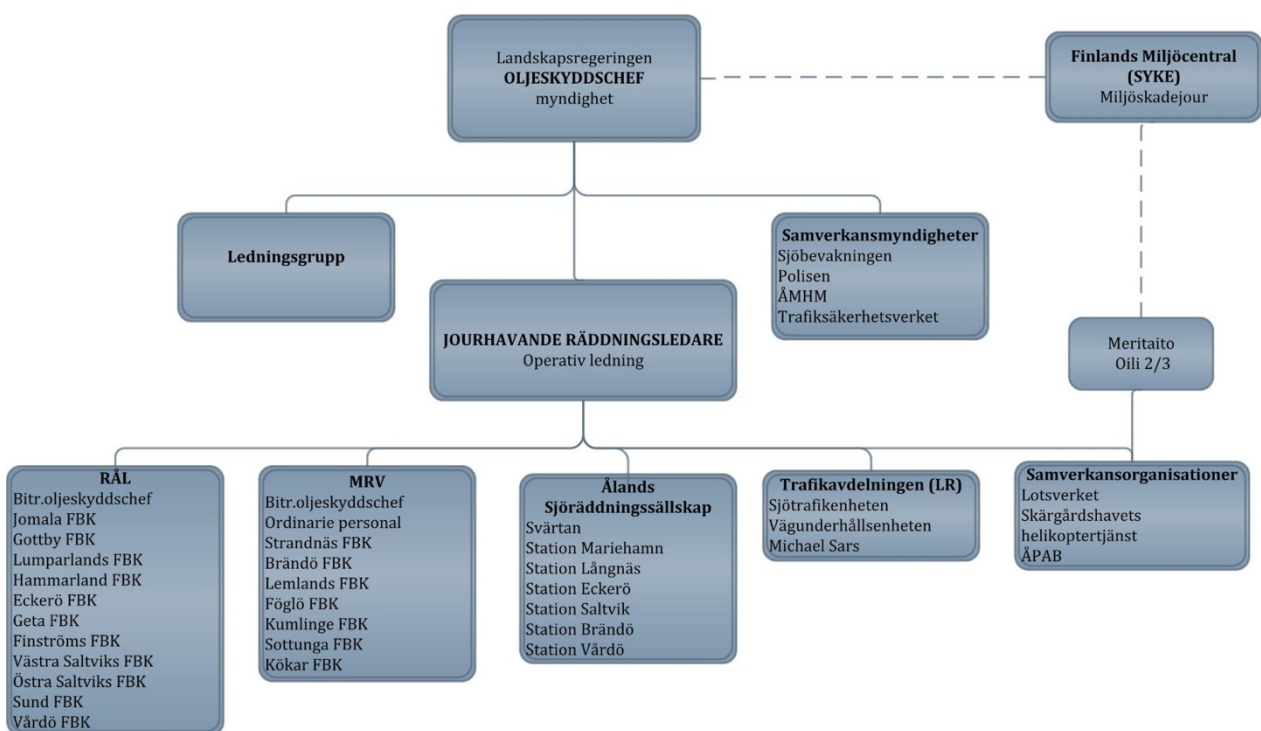 Landskapsregeringen
OLJESKYDDSCHEF
myndighet
Finlands Miljöcentral
(SYKE)
Miljöskadejour
Ledningsgrupp
Samverkansmyndigheter
Sjöbevakningen
Polisen
ÅMHM
Trafiksäkerhetsverket
JOURHAVANDE RÄDDNINGSLEDARE
Operativ ledning
Meritaito
Oili 2/3
RÅL
Bitr.oljeskyddschef
Jomala FBK
Gottby FBK
Lumparlands FBK
Hammarland FBK
Eckerö FBK
Geta FBK
Finströms FBK
Västra Saltviks FBK
Östra Saltviks FBK
Sund FBK
Vårdö FBK
MRV
Bitr.oljeskyddschef
Ordinarie personal
Strandnäs FBK
Brändö FBK
Lemlands FBK
Föglö FBK
Kumlinge FBK
Sottunga FBK
Kökar FBK
Ålands
Sjöräddningssällskap
Svärtan
Station Mariehamn
Station Långnäs
Station Eckerö
Station Saltvik
Station Brändö
Station Vårdö
Trafikavdelningen (LR)
Sjötrafikenheten
Vägunderhållsenheten
Michael Sars
Samverkansorganisationer
Lotsverket
Skärgårdshavets
helikoptertjänst
ÅPAB